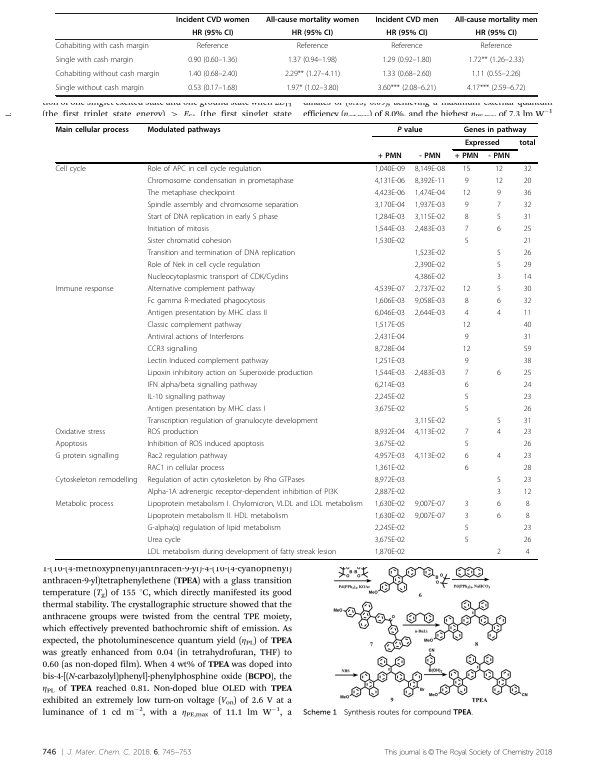 Incident CVD women All-cause mortality women Incident CVD men All-cause mortality men
HR (95% CI) HR (95% CI) HR (95% CI) HR (95% CI)
Cohabiting with cash margin Reference Reference Reference Reference
Single with cash margin 0.90 (0.60–1.36) 1.37 (0.94–1.98) 1.29 (0.92–1.80) 1.72** (1.26–2.33)
Cohabiting without cash margin 1.40 (0.68–2.40) 2.29** (1.27–4.11) 1.33 (0.68–2.60) 1.11 (0.55–2.26)
Single without cash margin 0.53 (0.17–1.68) 1.97* (1.02–3.80) 3.60*** (2.08–6.21) 4.17*** (2.59–6.72)
(the first triplet state energy) > (the first singlet state
efficiency of 8.0%, and the highest of 7.3 lm W−1
Main cellular process Modulated pathways P value Genes in pathway
Expressed total
+ PMN - PMN + PMN - PMN
Cell cycle Role of APC in cell cycle regulation 1,040E-09 8,149E-08 15 12 32
Chromosome condensation in prometaphase 4,131E-06 8,392E-11 9 12 20
The metaphase checkpoint 4,423E-06 1,474E-04 12 9 36
Spindle assembly and chromosome separation 3,170E-04 1,937E-03 9 7 32
Start of DNA replication in early S phase 1,284E-03 3,115E-02 8 5 31
Initiation of mitosis 1,544E-03 2,483E-03 7 6 25
Sister chromatid cohesion 1,530E-02 5 21
Transition and termination of DNA replication 1,523E-02 5 26
Role of Nek in cell cycle regulation 2,390E-02 5 29
Nucleocytoplasmic transport of CDK/Cyclins 4,386E-02 3 14
Immune response Alternative complement pathway 4,539E-07 2,737E-02 12 5 30
Fc gamma R-mediated phagocytosis 1,606E-03 9,058E-03 8 6 32
Antigen presentation by MHC class II 6,046E-03 2,644E-03 4 4 11
Classic complement pathway 1,517E-05 12 40
Antiviral actions of Interferons 2,431E-04 9 31
CCR3 signalling 8,728E-04 12 59
Lectin Induced complement pathway 1,251E-03 9 38
Lipoxin inhibitory action on Superoxide production 1,544E-03 2,483E-03 7 6 25
IFN alpha/beta signalling pathway 6,214E-03 6 24
IL-10 signalling pathway 2,245E-02 5 23
Antigen presentation by MHC class I 3,675E-02 5 26
Transcription regulation of granulocyte development 3,115E-02 5 31
Oxidative stress ROS production 8,932E-04 4,113E-02 7 4 23
Apoptosis Inhibition of ROS induced apoptosis 3,675E-02 5 26
G protein signalling Rac2 regulation pathway 4,957E-03 4,113E-02 6 4 23
RAC1 in cellular process 1,361E-02 6 28
Cytoskeleton remodelling Regulation of actin cytoskeleton by Rho GTPases 8,972E-03 5 23
Alpha-1A adrenergic receptor-dependent inhibition of PI3K 2,887E-02 3 12
Metabolic process Lipoprotein metabolism I. Chylomicron, VLDL and LDL metabolism 1,630E-02 9,007E-07 3 6 8
Lipoprotein metabolism II. HDL metabolism 1,630E-02 9,007E-07 3 6 8
G-alpha(q) regulation of lipid metabolism 2,245E-02 5 23
Urea cycle 3,675E-02 5 26
LDL metabolism during development of fatty streak lesion 1,870E-02 2 4
1-(10-(4-methoxyphenyl)anthracen-9-yl)-4-(10-(4-cyanophenyl)
anthracen-9-yl)tetraphenylethene (TPEA) with a glass transition
temperature (Tg) of 155 °C, which directly manifested its good
thermal stability. The crystallographic structure showed that the
anthracene groups were twisted from the central TPE moiety,
which effectively prevented bathochromic shift of emission. As
expected, the photoluminescence quantum yield (ηPL) of TPEA
was greatly enhanced from 0.04 (in tetrahydrofuran, THF) to
0.60 (as non-doped film). When 4 wt% of TPEA was doped into
bis-4-[(N-carbazolyl)phenyl]-phenylphosphine oxide (BCPO), the
ηPL of TPEA reached 0.81. Non-doped blue OLED with TPEA
exhibited an extremely low turn-on voltage (Von) of 2.6 V at a
luminance of 1 cd m−2, with a ηPE,max of 11.1 lm W−1, a
MeO 6
7 n-BuLi 8
NBS
MeO 9 Br B(OH)2 CN MeO TPEA
Scheme 1 Synthesis routes for compound TPEA.
746 | J. Mater. Chem. C, 2018, 6, 745–753 This journal is © The Royal Society of Chemistry 2018